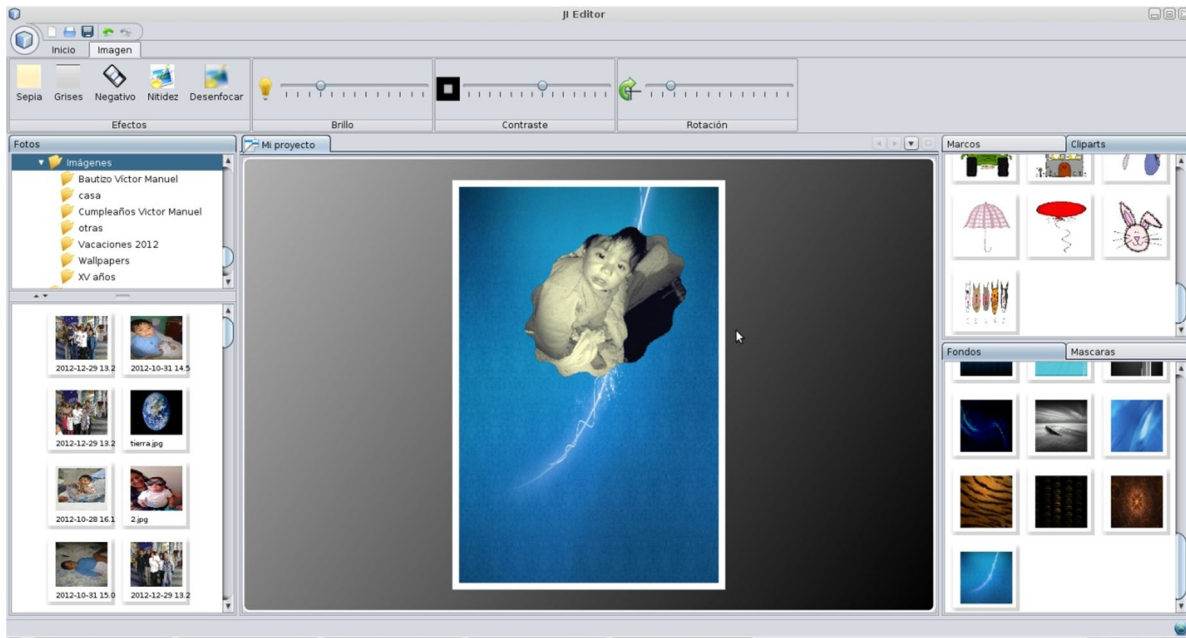 JI Editor
Inicio Imagen
Sepia Grises Negativo Nitidez Desenfocar
Efectos Brillo Contraste Rotación
Fotos
Imágenes
Bautizo Víctor Manuel
casa
Cumpleaños Victor Manuel
otras
Vacaciones 2012
Wallpapers
XV años
2012-12-29 13.2 2012-10-31 14.5
2012-12-29 13.2 tierra.jpg
2012-10-28 16.1 2.jpg
2012-10-31 15.0 2012-12-29 13.2
Mi proyecto
Marcos Cliparts
Fondos Mascaras